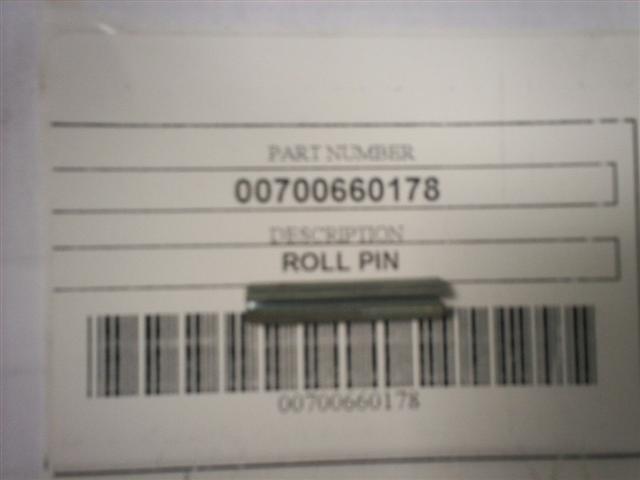 PART NUMBER
00700660178
DESCRIPTION
ROLL PIN
00700660178